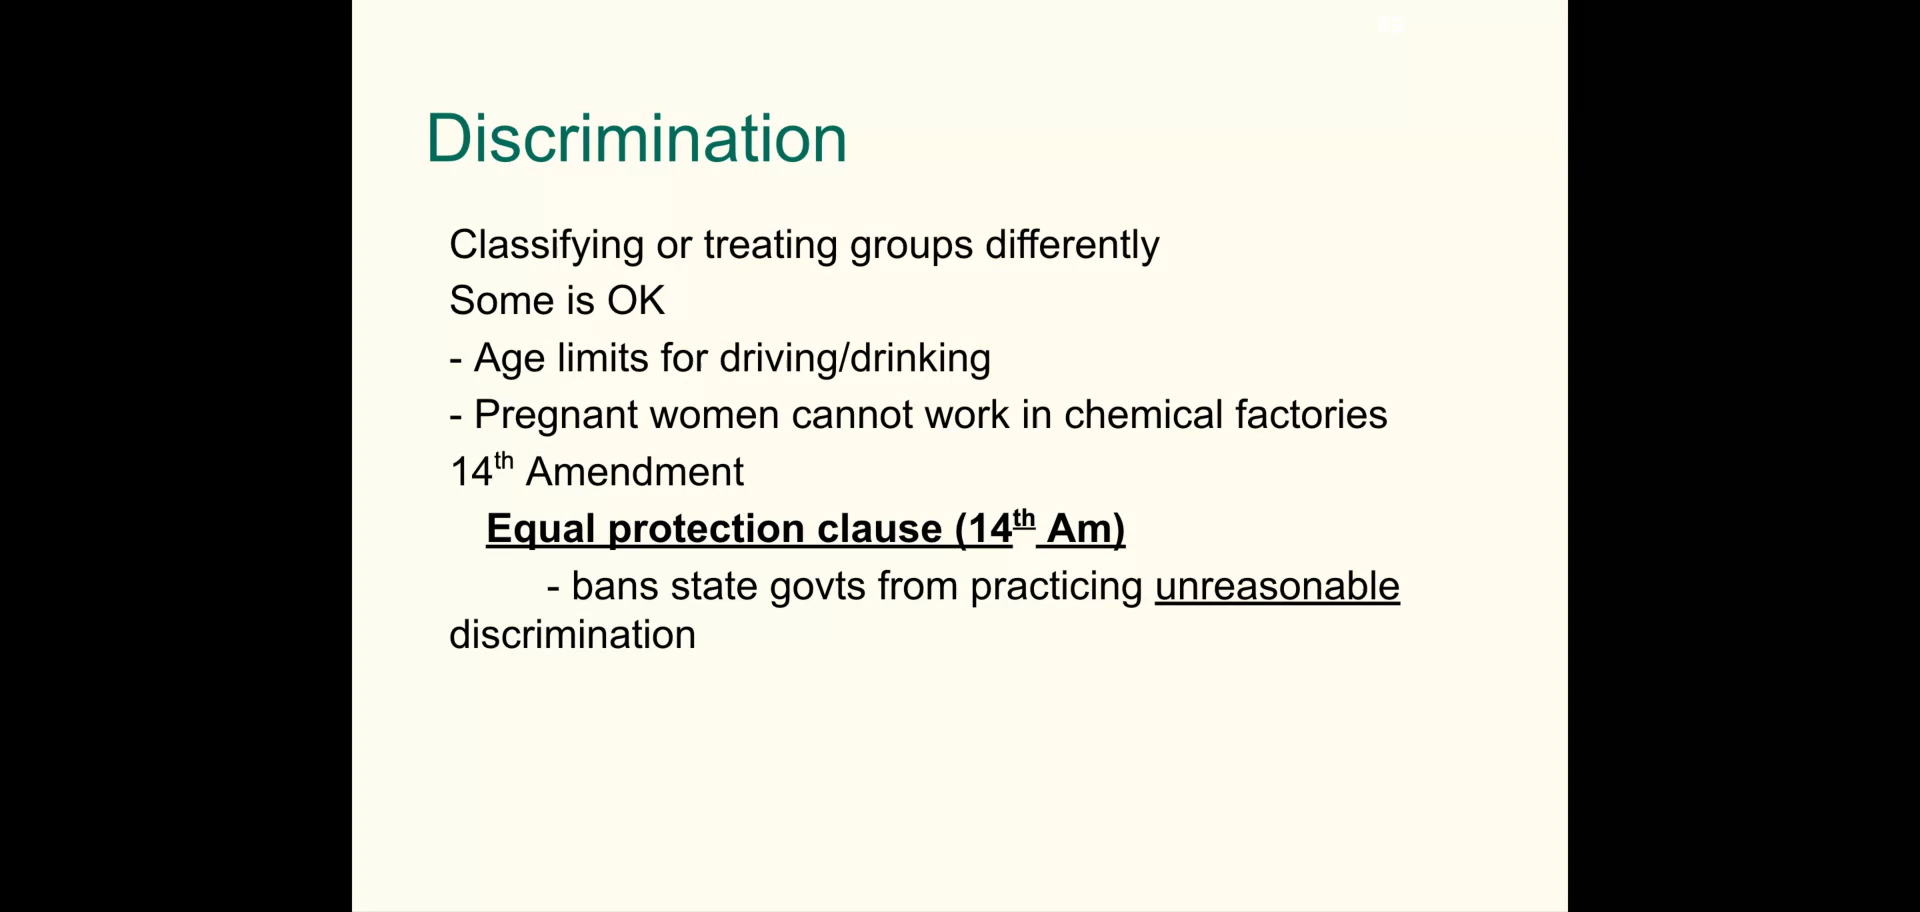 Discrimination
Classifying or treating groups differently
Some is OK
- Age limits for driving/drinking
- Pregnant women cannot work in chemical factories
14th Amendment
Equal protection clause (14th Am)
- bans state govts from practicing unreasonable
discrimination